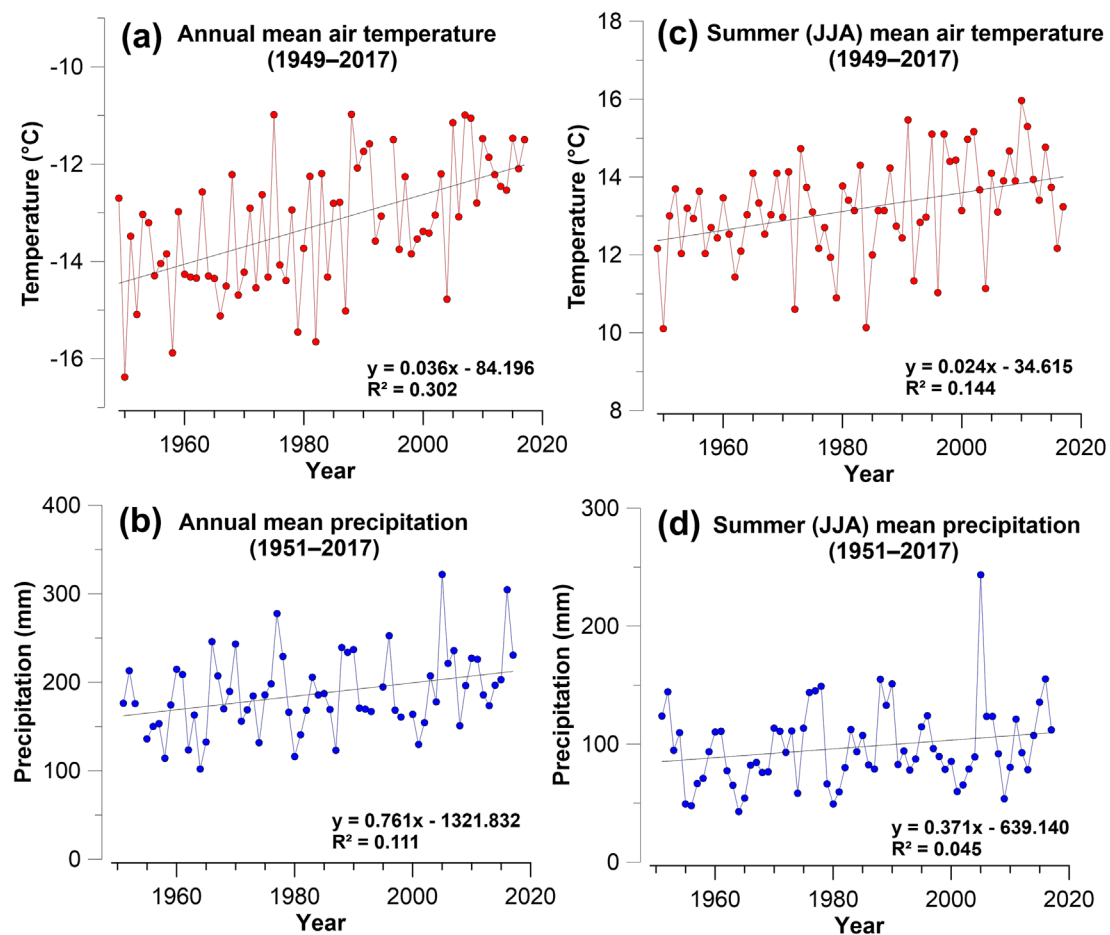 (a) Annual mean air temperature
(1949–2017)
-10
-12
-14
-16
Temperature (°C)
y = 0.036x - 84.196
R² = 0.302
1960 1980 2000 2020
Year
(c) Summer (JJA) mean air temperature
(1949–2017)
18
16
14
12
10
8
Temperature (°C)
y = 0.024x - 34.615
R² = 0.144
1960 1980 2000 2020
Year
(b) Annual mean precipitation
(1951–2017)
400
300
200
100
0
Precipitation (mm)
y = 0.761x - 1321.832
R² = 0.111
1960 1980 2000 2020
Year
(d) Summer (JJA) mean precipitation
(1951–2017)
300
200
100
0
Precipitation (mm)
y = 0.371x - 639.140
R² = 0.045
1960 1980 2000 2020
Year